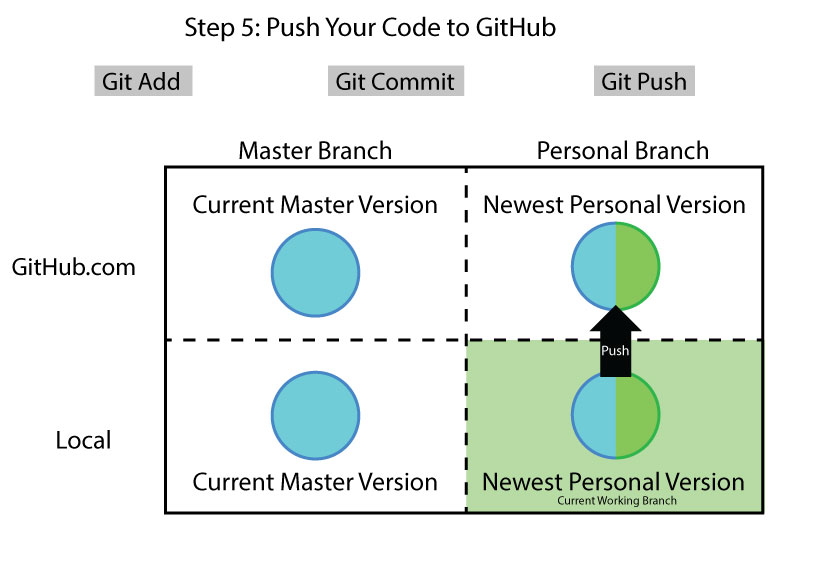 Step 5: Push Your Code to GitHub
Git Add
Git Commit
Git Push
Master Branch
Personal Branch
Current Master Version
Newest Personal Version
GitHub.com
Push
Local
Current Master Version
Newest Personal Version
Current Working Branch